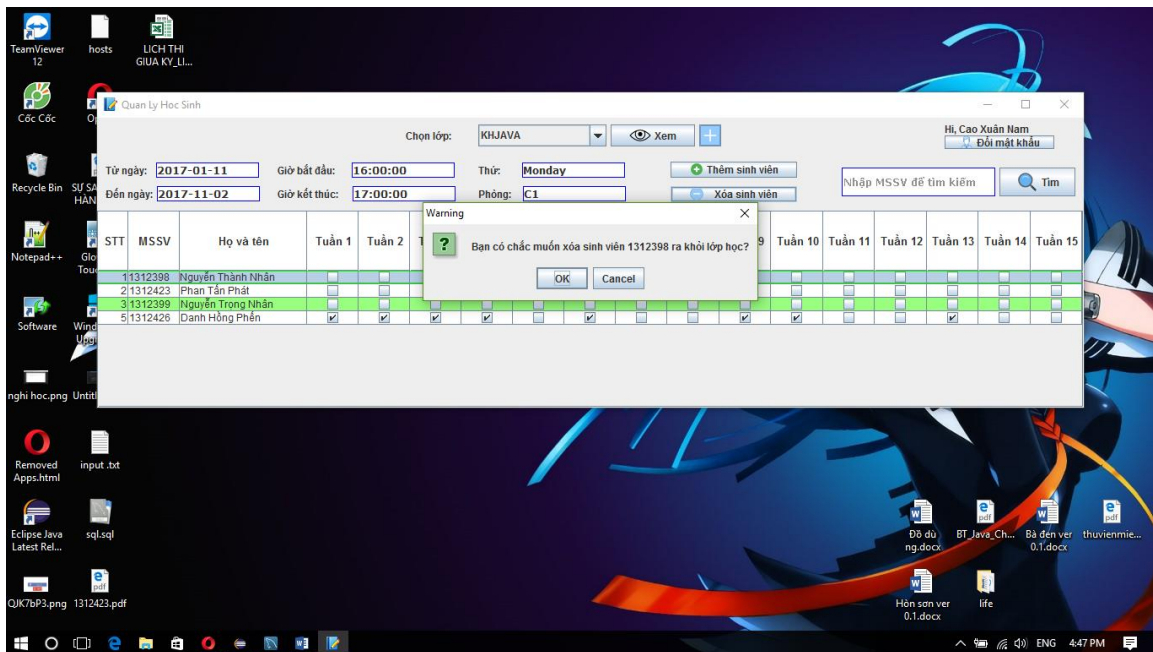 TeamViewer
12
hosts
LICH THI
GIUA KY_LI...
Cốc Cốc
Recycle Bin
Notepad++
Software
nghi hoc.png
Removed
Apps.html
input .txt
Eclipse Java
Latest Rel...
sql.sql
QJK7bP3.png
1312423.pdf
Quan Ly Hoc Sinh
Chọn lớp:
KHJAVA
Xem
Hi, Cao Xuân Nam
Đổi mật khẩu
Từ ngày:
2017-01-11
Giờ bắt đầu:
16:00:00
Thứ:
Monday
Thêm sinh viên
Đến ngày:
2017-11-02
Giờ kết thúc:
17:00:00
Phòng:
C1
Xóa sinh viên
Nhập MSSV để tìm kiếm
Tìm
STT MSSV Họ và tên Tuần 1 Tuần 2 9 Tuần 10 Tuần 11 Tuần 12 Tuần 13 Tuần 14 Tuần 15
1 1312398 Nguyễn Thành Nhân
2 1312423 Phan Tấn Phát
3 1312399 Nguyễn Trọng Nhân
5 1312426 Danh Hồng Phến
Warning
Bạn có chắc muốn xóa sinh viên 1312398 ra khỏi lớp học?
OK
Cancel
Đồ dù
ng.docx
BT_Java_Ch...
Bà đen ver
0.1.docx
thuvienmie...
Hòn sơn ver
0.1.docx
life
ENG 4:47 PM